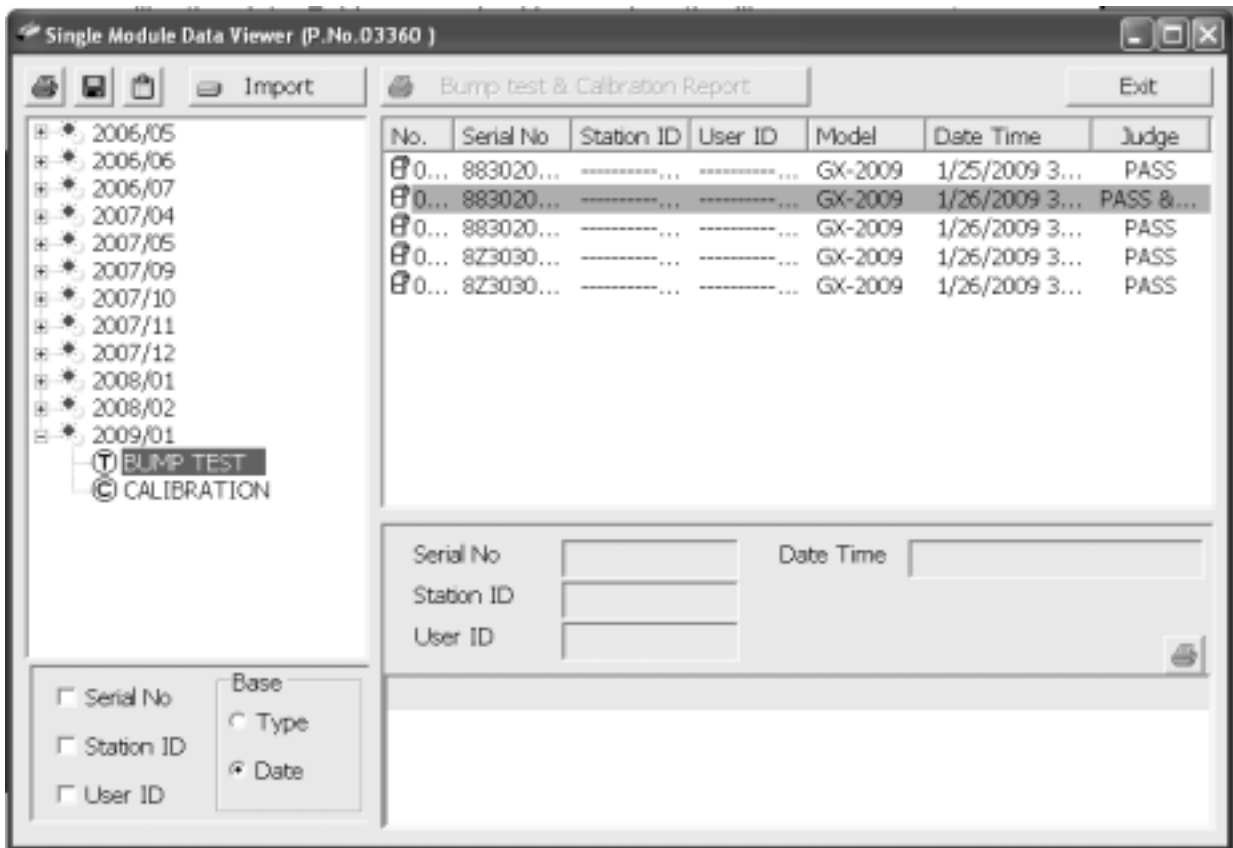 Single Module Data Viewer (P.No.03360 )
Import
Bump test & Calibration Report
Exit
2006/05
2006/06
2006/07
2007/04
2007/05
2007/09
2007/10
2007/11
2007/12
2008/01
2008/02
2009/01
T BUMP TEST
C CALIBRATION
No. Serial No Station ID User ID Model Date Time Judge
0... 883020... ----------... ----------... GX-2009 1/25/2009 3... PASS
0... 883020... ----------... ----------... GX-2009 1/26/2009 3... PASS &...
0... 883020... ----------... ----------... GX-2009 1/26/2009 3... PASS
0... 8Z3030... ----------... ----------... GX-2009 1/26/2009 3... PASS
0... 8Z3030... ----------... ----------... GX-2009 1/26/2009 3... PASS
Serial No
Date Time
Station ID
User ID
Serial No
Station ID
User ID
Base
Type
Date